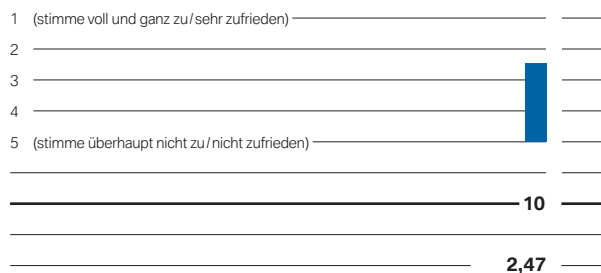 1 (stimme voll und ganz zu/sehr zufrieden)
2
3
4
5 (stimme überhaupt nicht zu/nicht zufrieden)
10
2,47